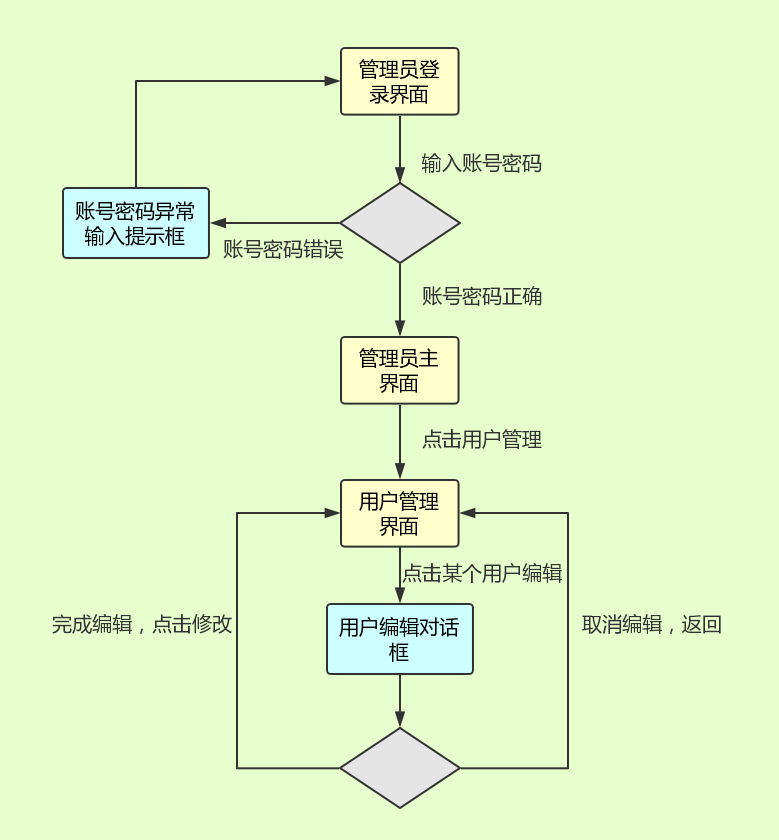 管理员登
录界面
输入账号密码
账号密码异常
输入提示框
账号密码错误
账号密码正确
管理员主
界面
点击用户管理
用户管理
界面
点击某个用户编辑
完成编辑，点击修改
用户编辑对话
框
取消编辑，返回